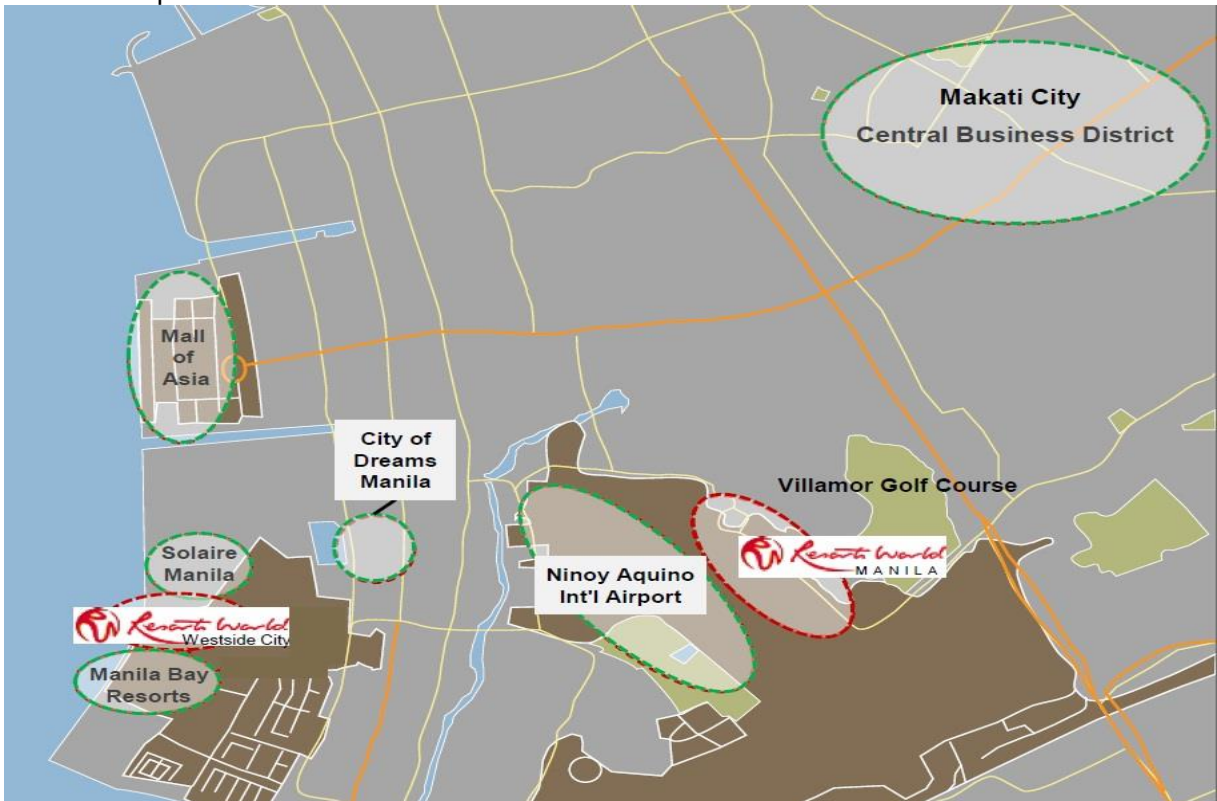 Makati City
Central Business District
Mall
of
Asia
City of
Dreams
Manila
Villamor Golf Course
Solaire
Manila
Resorts World
MANILA
Ninoy Aquino
Int'l Airport
Resorts World
Westside City
Manila Bay
Resorts